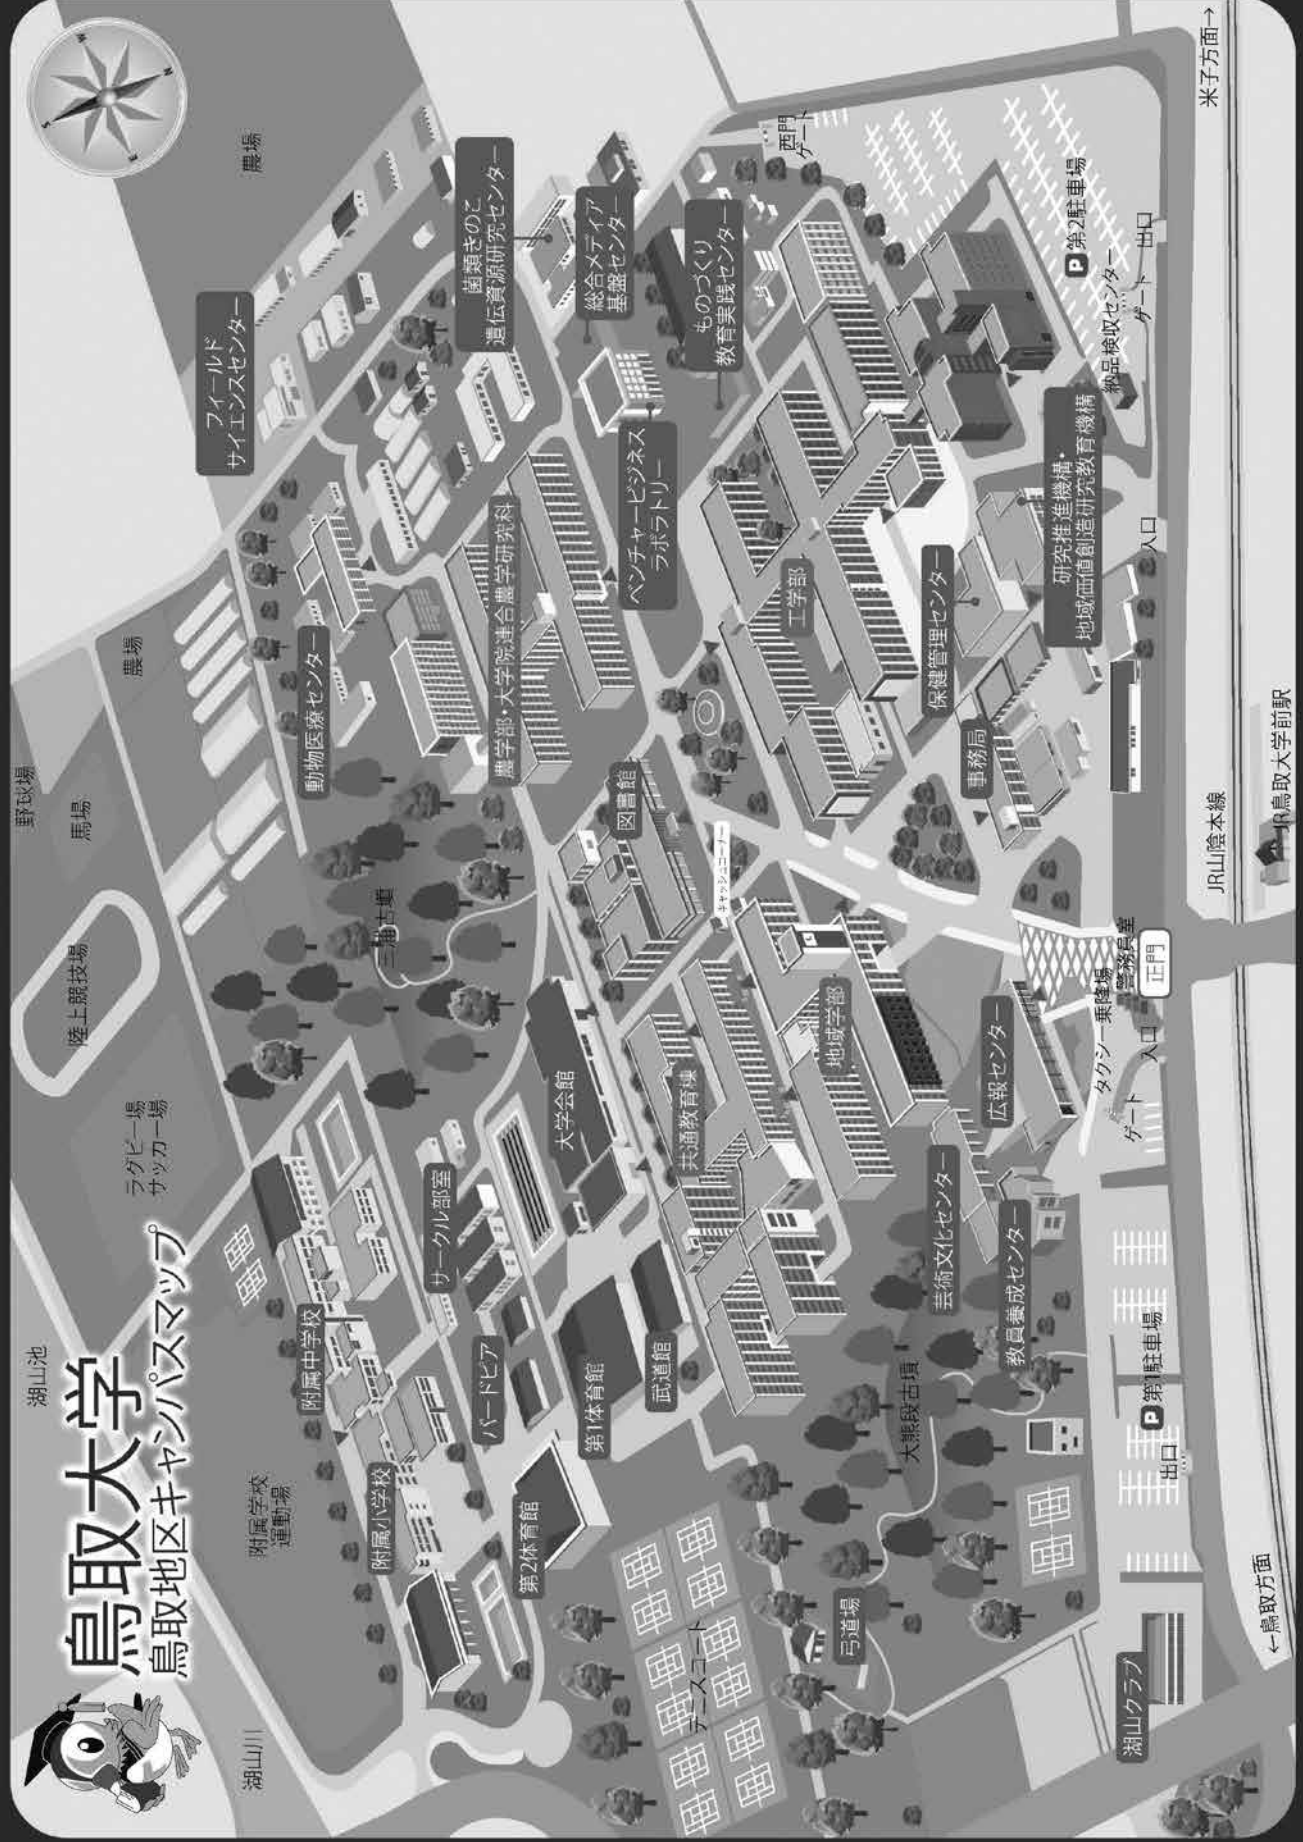 鳥取大学
鳥取地区キャンパスマップ
湖山池
野球場
馬場
陸上競技場
ラグビー場
サッカー場
農場
農場
湖山川
附属学校
運動場
附属小学校
附属中学校
サークル部室
三浦古墳
動物医療センター
フィールド
サイエンスセンター
菌類きのこ
遺伝資源研究センター
農学部・大学院連合農学研究科
総合メディア
基盤センター
ベンチャービジネス
ラボラトリー
ものづくり
教育実践センター
西門
ゲート
第2体育館
バードピア
第1体育館
武道館
大学会館
共通教育棟
図書館
キャッシュコーナー
地域学部
工学部
保健管理センター
事務局
研究推進機構・
地域価値創造研究教育機構
納品検収センター
P第2駐車場
出口
ゲート
入口
テニスコート
弓道場
大熊段古墳
芸術文化センター
教員養成センター
広報センター
タクシー乗降場
警務員室
正門
入口
ゲート
P第1駐車場
出口
湖山クラブ
←鳥取方面
JR山陰本線
JR鳥取大学前駅
米子方面→
N
E
S
W